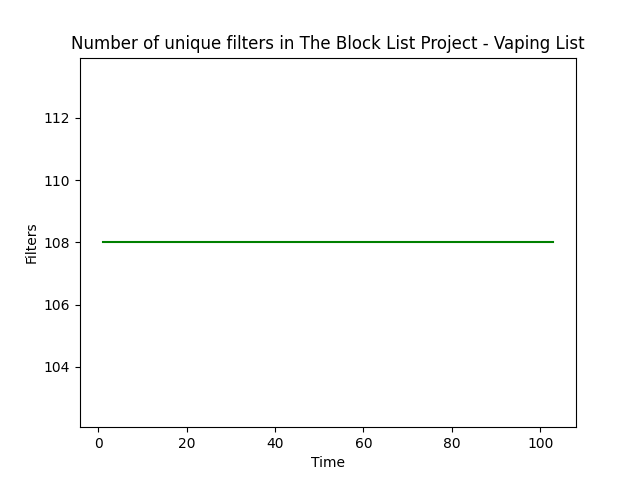 Number of unique filters in The Block List Project - Vaping List
112
110
108
106
104
Filters
0 20 40 60 80 100
Time